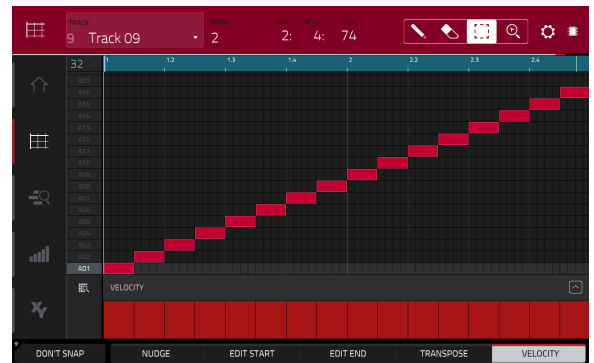 TRACK BARS BAR BEAT TICK
9 Track 09 2 2: 4: 74
32 1 1.2 1.3 1.4 2 2.2 2.3 2.4
B01
A16
A15
A14
A13
A12
A11
A10
A09
A08
A07
A06
A05
A04
A03
A02
A01
VELOCITY
XY
DON'T SNAP NUDGE EDIT START EDIT END TRANSPOSE VELOCITY